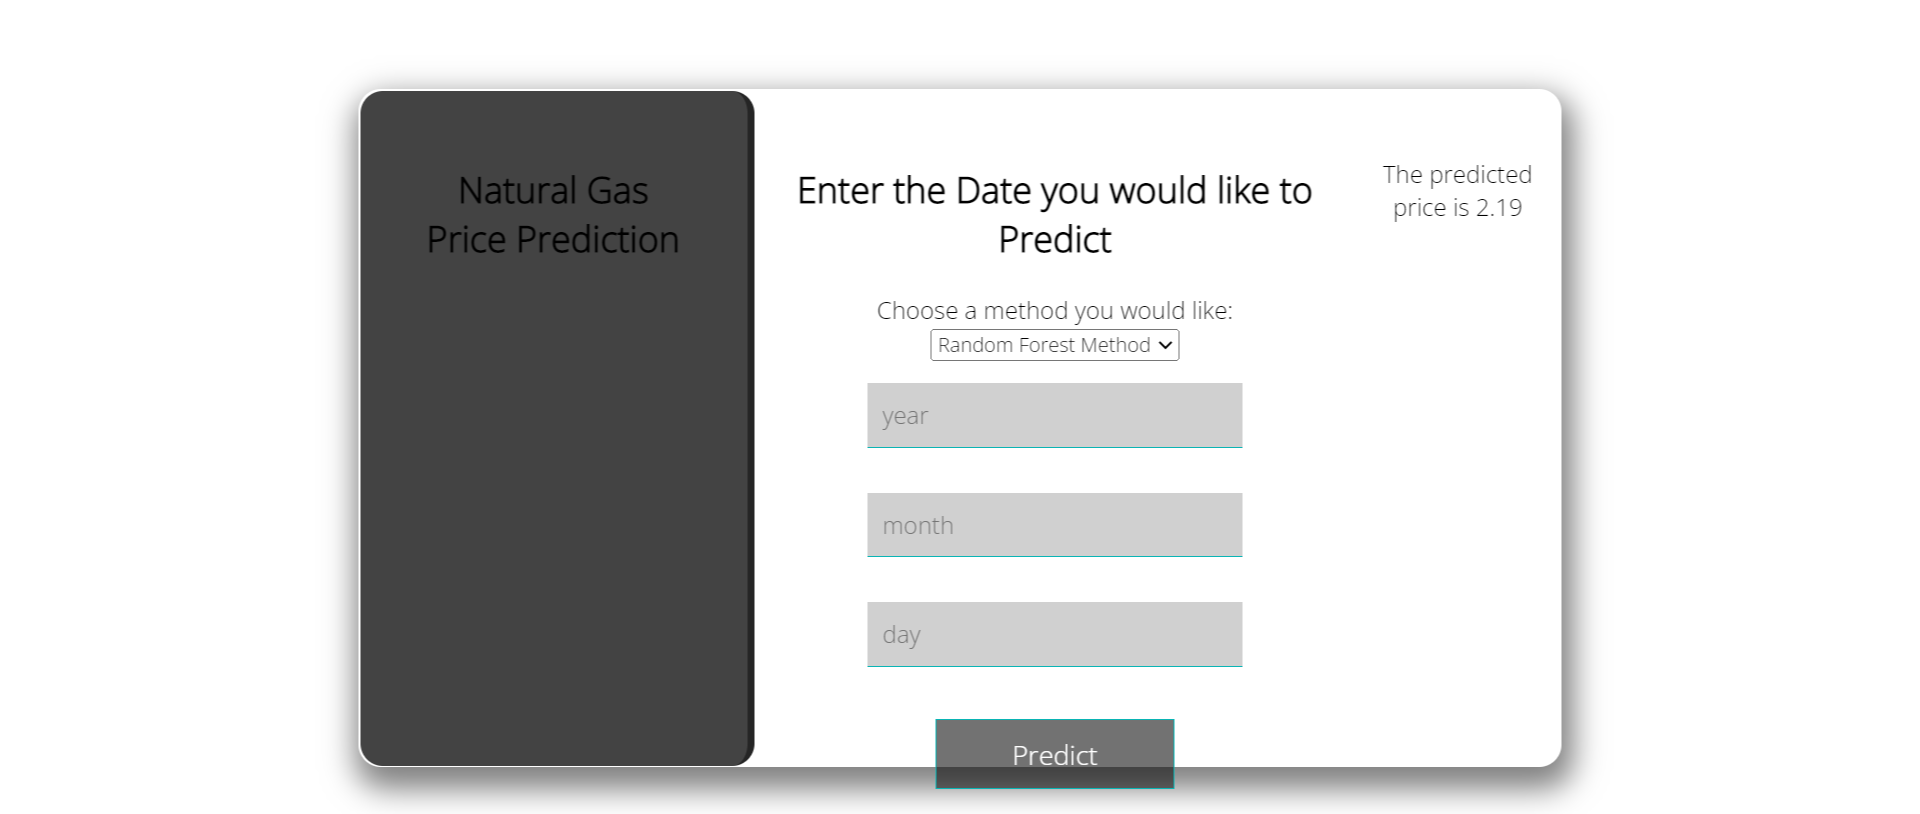 Natural Gas
Price Prediction
Enter the Date you would like to
Predict
Choose a method you would like:
Random Forest Method
year
month
day
Predict
The predicted
price is 2.19